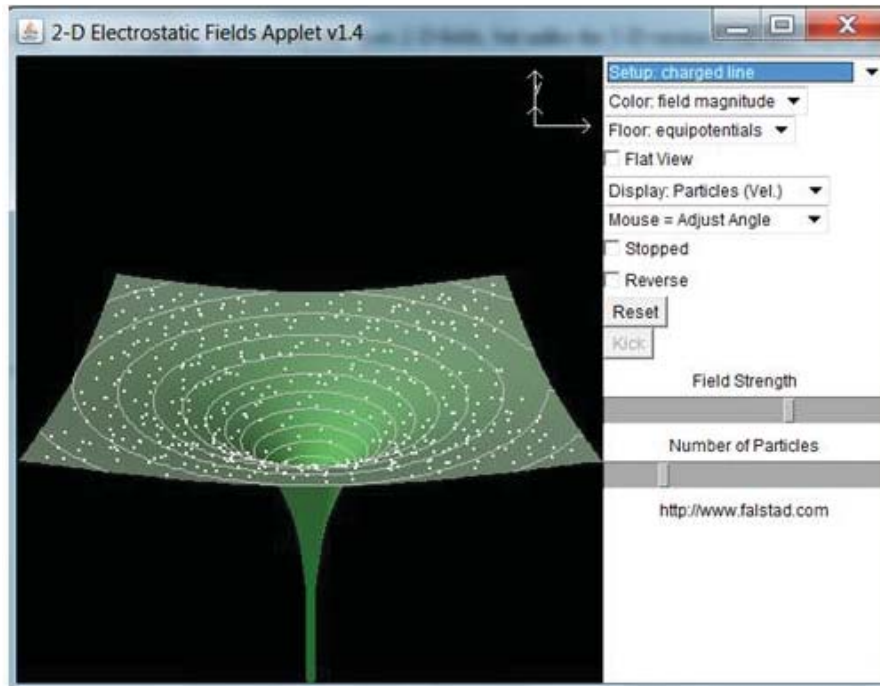 2-D Electrostatic Fields Applet v1.4
y
Setup: charged line
Color: field magnitude
Floor: equipotentials
Flat View
Display: Particles (Vel.)
Mouse = Adjust Angle
Stopped
Reverse
Reset
Kick
Field Strength
Number of Particles
http://www.falstad.com